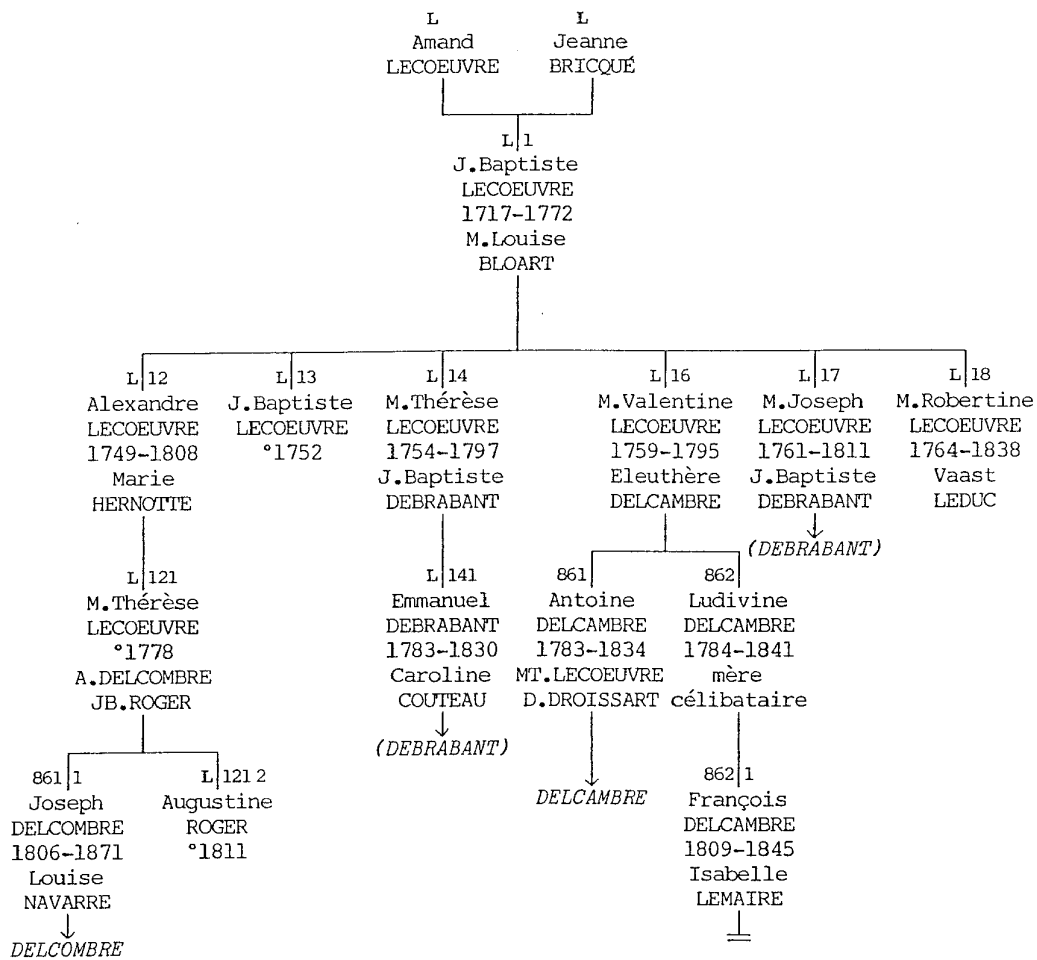 L
Amand
LECOEUVRE
L
Jeanne
BRICQUÉ
L 1
J.Baptiste
LECOEUVRE
1717-1772
M.Louise
BLOART
L 12
Alexandre
LECOEUVRE
1749-1808
Marie
HERNOTTE
L 13
J.Baptiste
LECOEUVRE
°1752
L 14
M.Thérèse
LECOEUVRE
1754-1797
J.Baptiste
DEBRABANT
L 16
M.Valentine
LECOEUVRE
1759-1795
Eleuthère
DELCAMBRE
L 17
M.Joseph
LECOEUVRE
1761-1811
J.Baptiste
DEBRABANT
(DEBRABANT)
L 18
M.Robertine
LECOEUVRE
1764-1838
Vaast
LEDUC
L 121
M.Thérèse
LECOEUVRE
°1778
A.DELCOMBRE
JB.ROGER
L 141
Emmanuel
DEBRABANT
1783-1830
Caroline
COUTEAU
(DEBRABANT)
861
Antoine
DELCAMBRE
1783-1834
MT.LECOEUVRE
D.DROISSART
DELCAMBRE
862
Ludivine
DELCAMBRE
1784-1841
mère
célibataire
861 1
Joseph
DELCOMBRE
1806-1871
Louise
NAVARRE
DELCOMBRE
L 121 2
Augustine
ROGER
°1811
862 1
François
DELCAMBRE
1809-1845
Isabelle
LEMAIRE